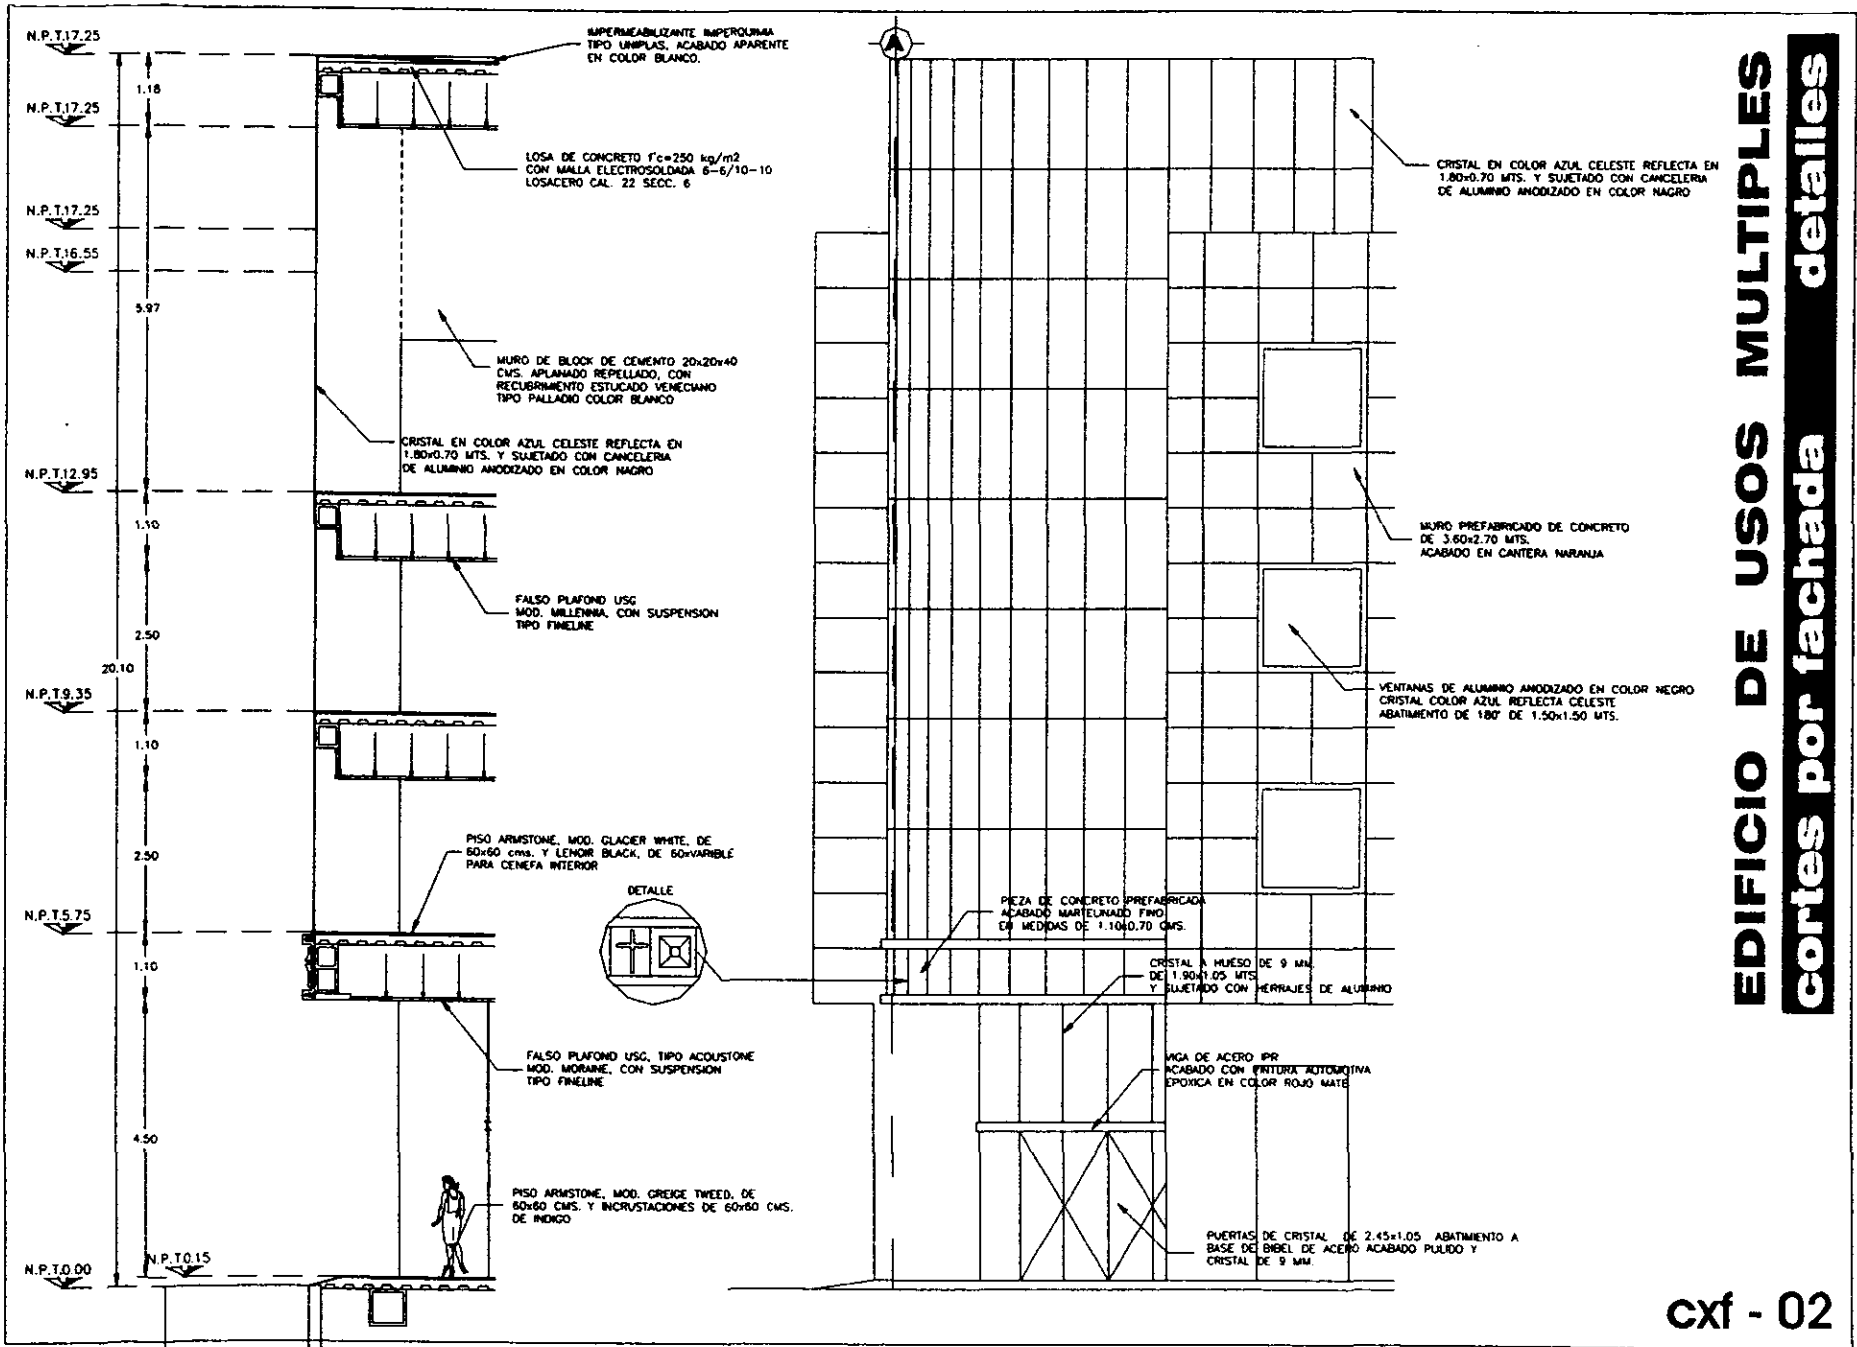 N.P.T.17.25
1.18
N.P.T.17.25
N.P.T.17.25
N.P.T.16.55
5.97
N.P.T.12.95
1.10
2.50
20.10
N.P.T.9.35
1.10
2.50
N.P.T.5.75
1.10
4.50
N.P.T.0.15
N.P.T.0.00
IMPERMEABILIZANTE IMPERQUIMIA
TIPO UNIPLAS, ACABADO APARENTE
EN COLOR BLANCO.
LOSA DE CONCRETO f'c=250 kg/m2
CON MALLA ELECTROSOLDADA 6-6/10-10
LOSACERO CAL. 22 SECC. 6
MURO DE BLOCK DE CEMENTO 20x20x40
CMS. APLANADO REPELLADO, CON
RECUBRIMIENTO ESTUCADO VENECIANO
TIPO PALLADIO COLOR BLANCO
CRISTAL EN COLOR AZUL CELESTE REFLECTA EN
1.80x0.70 MTS. Y SUJETADO CON CANCELERIA
DE ALUMINIO ANODIZADO EN COLOR NAGRO
FALSO PLAFOND USG
MOD. MILLENNIA, CON SUSPENSION
TIPO FINELINE
PISO ARMSTONE, MOD. GLACIER WHITE, DE
60x60 cms. Y LENOIR BLACK, DE 60xVARIBLE
PARA CENEFA INTERIOR
DETALLE
FALSO PLAFOND USG, TIPO ACOUSTONE
MOD. MORAINE, CON SUSPENSION
TIPO FINELINE
PISO ARMSTONE, MOD. GREIGE TWEED, DE
60x60 CMS. Y INCRUSTACIONES DE 60x60 CMS.
DE INDIGO
A
CRISTAL EN COLOR AZUL CELESTE REFLECTA EN
1.80x0.70 MTS. Y SUJETADO CON CANCELERIA
DE ALUMINIO ANODIZADO EN COLOR NAGRO
MURO PREFABRICADO DE CONCRETO
DE 3.60x2.70 MTS.
ACABADO EN CANTERA NARANJA
VENTANAS DE ALUMINIO ANODIZADO EN COLOR NEGRO
CRISTAL COLOR AZUL REFLECTA CELESTE
ABATIMIENTO DE 180° DE 1.50x1.50 MTS.
PIEZA DE CONCRETO PREFABRICADA
ACABADO MARTELINADO FINO
EN MEDIDAS DE 1.10x0.70 CMS.
CRISTAL A HUESO DE 9 MM.
DE 1.90x1.05 MTS
Y SUJETADO CON HERRAJES DE ALUMINIO
VIGA DE ACERO IPR
ACABADO CON PINTURA AUTOMOTIVA
EPOXICA EN COLOR ROJO MATE
PUERTAS DE CRISTAL DE 2.45x1.05 ABATIMIENTO A
BASE DE BIBEL DE ACERO ACABADO PULIDO Y
CRISTAL DE 9 MM.
EDIFICIO DE USOS MULTIPLES
cortes por fachada detalles
cxf - 02